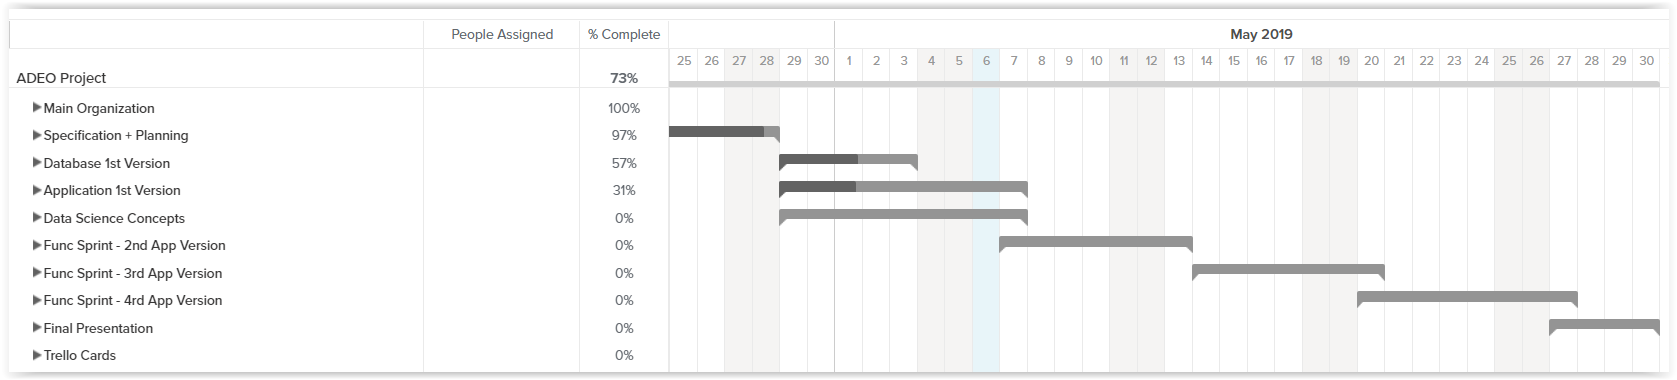 People Assigned % Complete May 2019
25 26 27 28 29 30 1 2 3 4 5 6 7 8 9 10 11 12 13 14 15 16 17 18 19 20 21 22 23 24 25 26 27 28 29 30
ADEO Project 73%
Main Organization 100%
Specification + Planning 97%
Database 1st Version 57%
Application 1st Version 31%
Data Science Concepts 0%
Func Sprint - 2nd App Version 0%
Func Sprint - 3rd App Version 0%
Func Sprint - 4rd App Version 0%
Final Presentation 0%
Trello Cards 0%